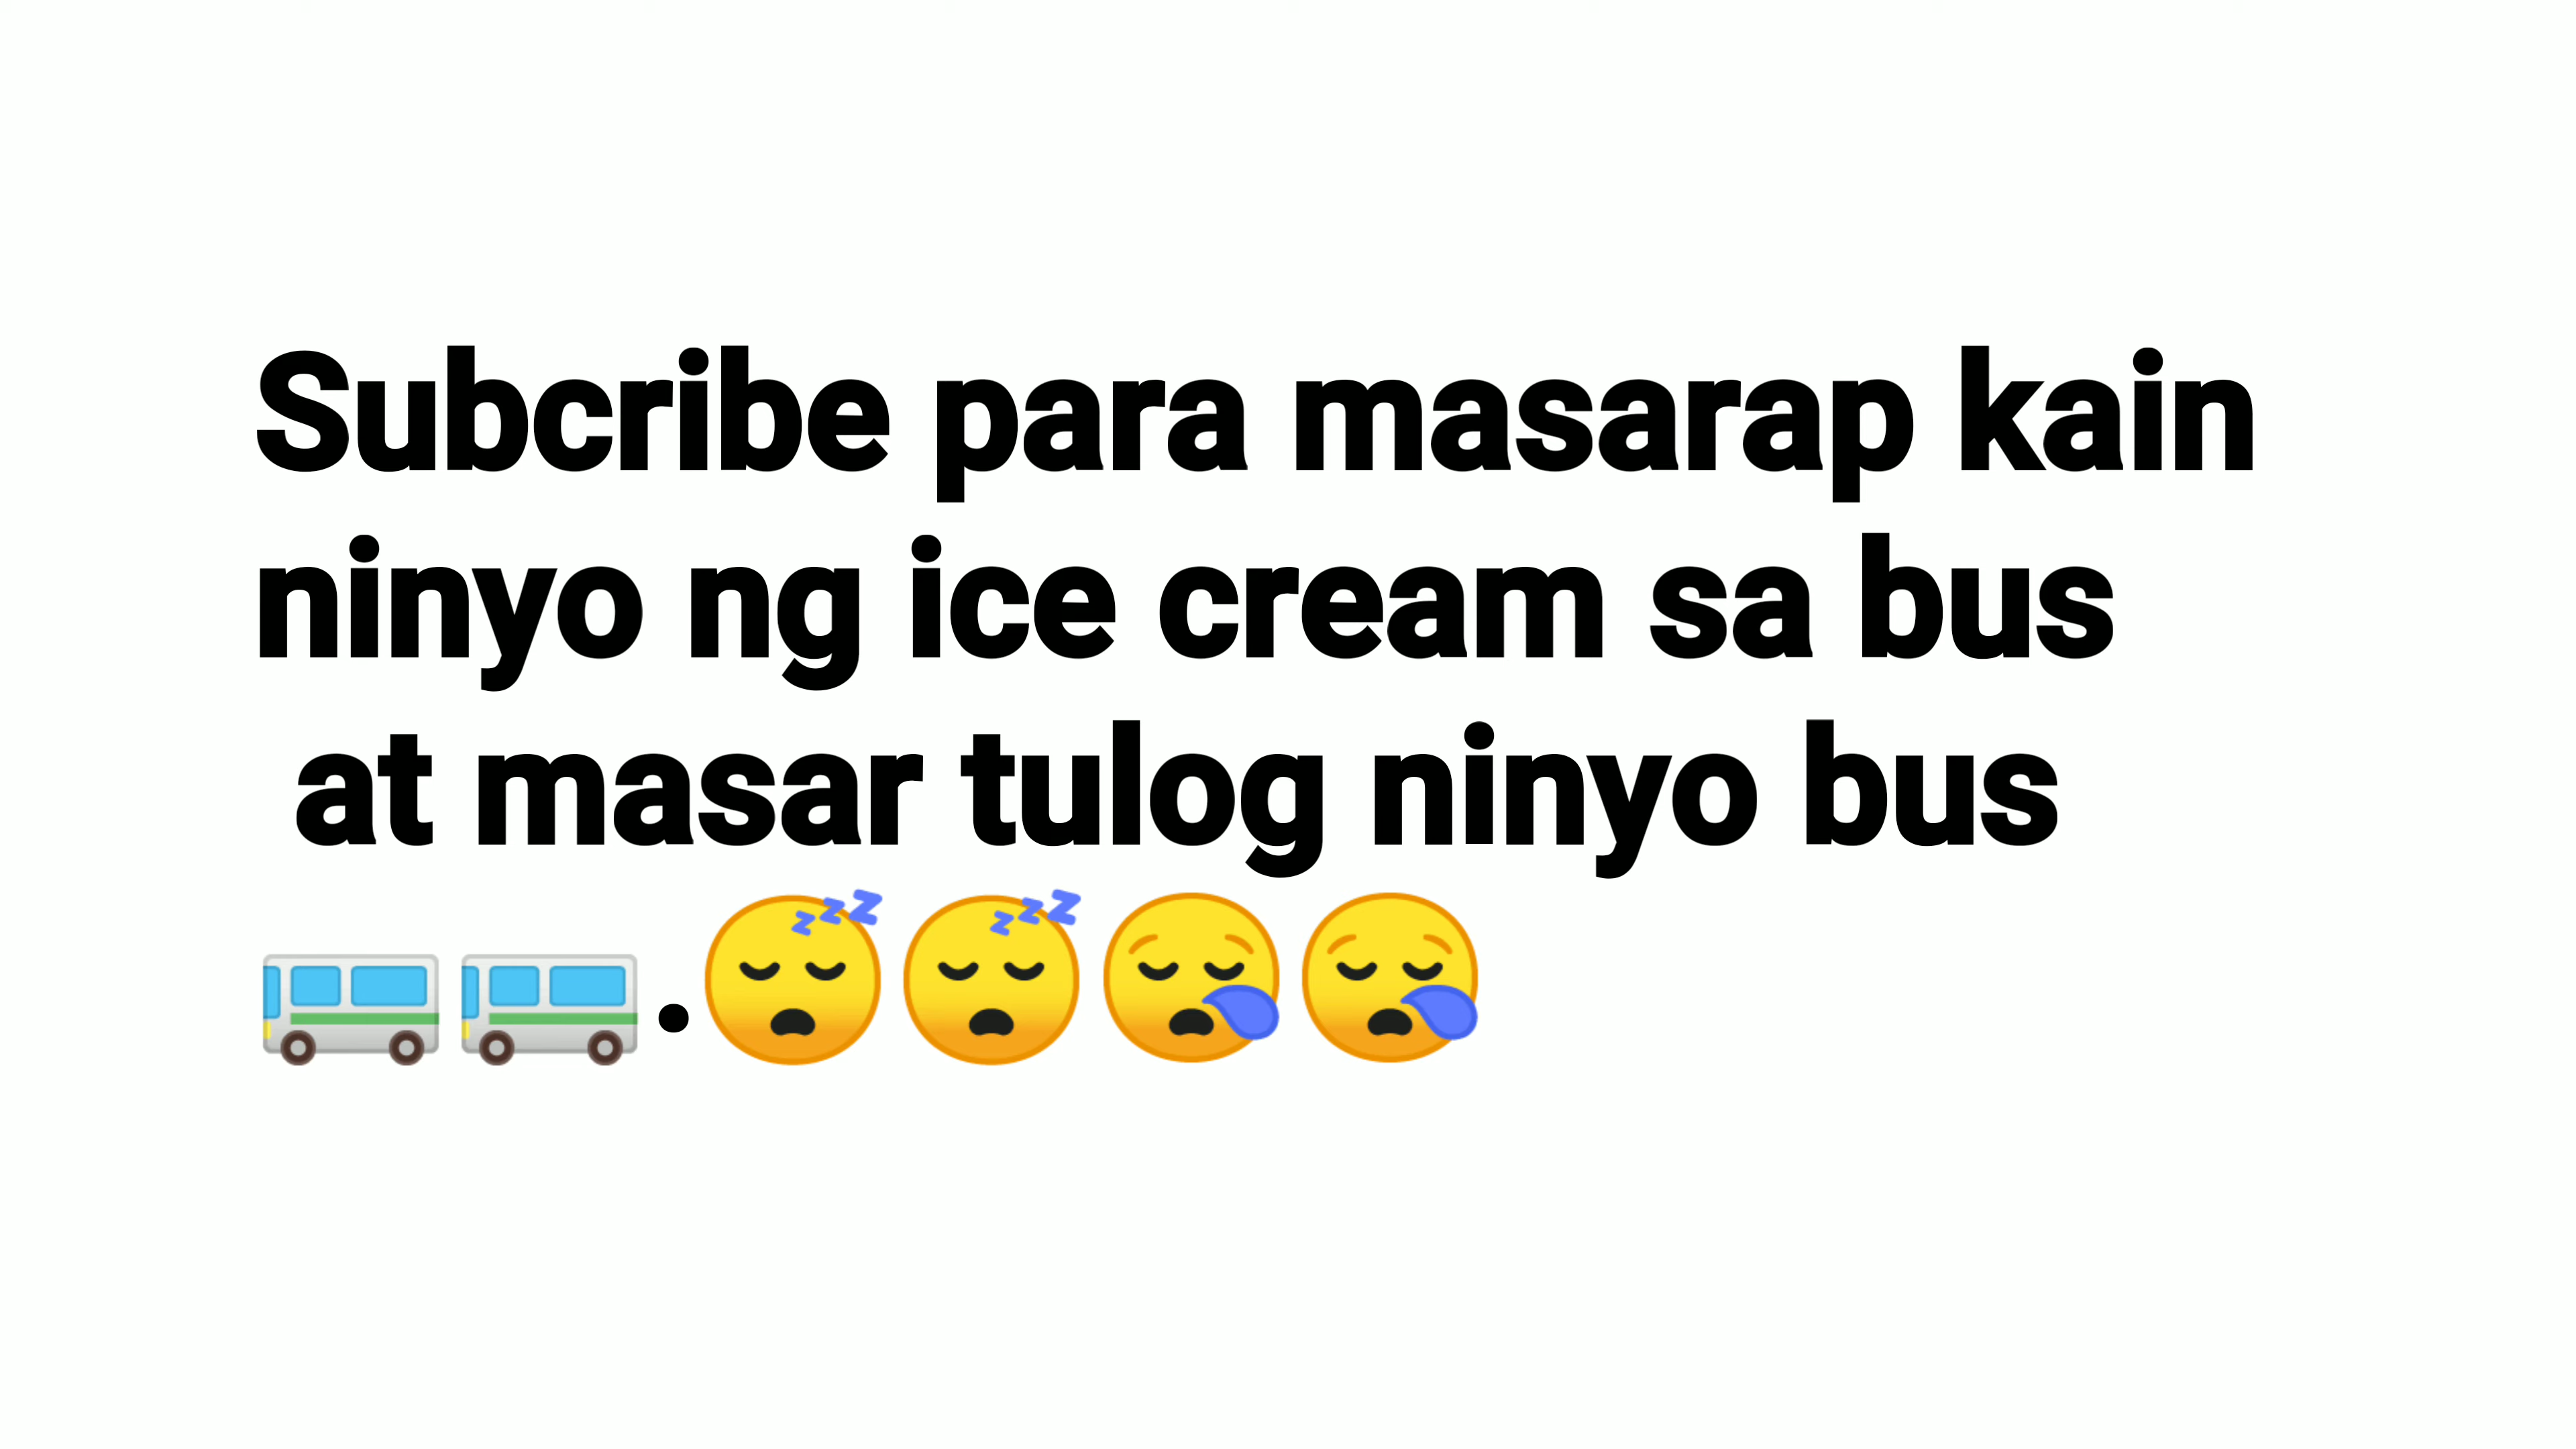 Subcribe para masarap kain
ninyo ng ice cream sa bus
at masar tulog ninyo bus
🚌🚌.😴😴😪😪